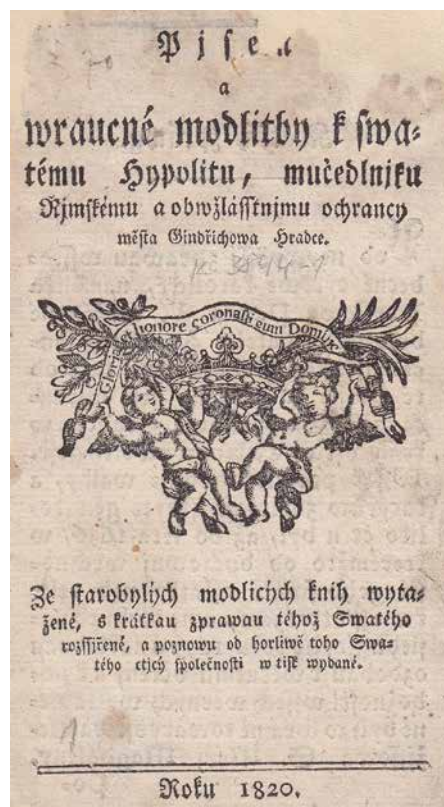 Pjseň
a
wraucné modlitby k swa=
tému Hypolitu, mučedlnjku
Ržjmskému a obwzlásstnjmu ochrancy
města Gindřichowa Hradce.
Gloria et honore coronasti eum Domine
Ze starobylých modlicých knih wyta=
žené, s krátkau zprawau téhož Swatého
rozssjřené, a poznowu od horliwě toho Swa=
tého ctjcý společnosti w tisk wydané.
Roku 1820.